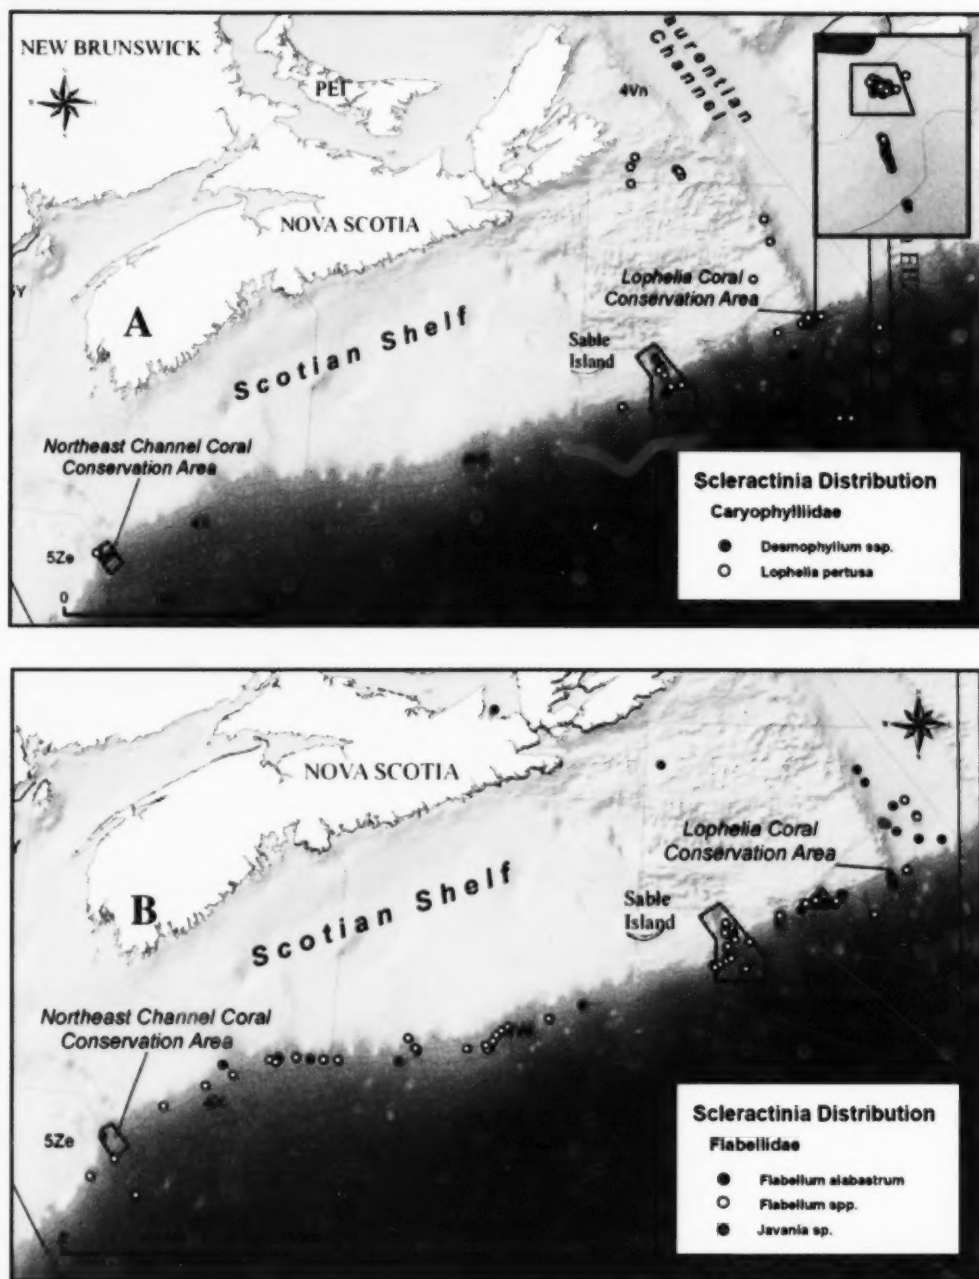 NEW BRUNSWICK
PEI
aurentian
Channel
4Vn
NOVA SCOTIA
A
Lophelia Coral
Conservation Area
Scotian Shelf
Sable
Island
Northeast Channel Coral
Conservation Area
5Ze
0
Scleractinia Distribution
Caryophylliidae
Desmophyllum ssp.
Lophelia pertusa
NOVA SCOTIA
B
Lophelia Coral
Conservation Area
Scotian Shelf
Sable
Island
Northeast Channel Coral
Conservation Area
5Ze
Scleractinia Distribution
Flabellidae
Flabellum alabastrum
Flabellum spp.
Javania sp.